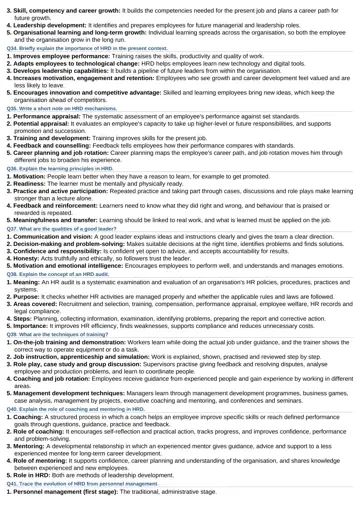 3. Skill, competency and career growth: It builds the competencies needed for the present job and plans a career path for
future growth.
4. Leadership development: It identifies and prepares employees for future managerial and leadership roles.
5. Organisational learning and long-term growth: Individual learning spreads across the organisation, so both the employee
and the organisation grow in the long run.
Q34. Briefly explain the importance of HRD in the present context.
1. Improves employee performance: Training raises the skills, productivity and quality of work.
2. Adapts employees to technological change: HRD helps employees learn new technology and digital tools.
3. Develops leadership capabilities: It builds a pipeline of future leaders from within the organisation.
4. Increases motivation, engagement and retention: Employees who see growth and career development feel valued and are
less likely to leave.
5. Encourages innovation and competitive advantage: Skilled and learning employees bring new ideas, which keep the
organisation ahead of competitors.
Q35. Write a short note on HRD mechanisms.
1. Performance appraisal: The systematic assessment of an employee's performance against set standards.
2. Potential appraisal: It evaluates an employee's capacity to take up higher-level or future responsibilities, and supports
promotion and succession.
3. Training and development: Training improves skills for the present job.
4. Feedback and counselling: Feedback tells employees how their performance compares with standards.
5. Career planning and job rotation: Career planning maps the employee's career path, and job rotation moves him through
different jobs to broaden his experience.
Q36. Explain the learning principles in HRD.
1. Motivation: People learn better when they have a reason to learn, for example to get promoted.
2. Readiness: The learner must be mentally and physically ready.
3. Practice and active participation: Repeated practice and taking part through cases, discussions and role plays make learning
stronger than a lecture alone.
4. Feedback and reinforcement: Learners need to know what they did right and wrong, and behaviour that is praised or
rewarded is repeated.
5. Meaningfulness and transfer: Learning should be linked to real work, and what is learned must be applied on the job.
Q37. What are the qualities of a good leader?
1. Communication and vision: A good leader explains ideas and instructions clearly and gives the team a clear direction.
2. Decision-making and problem-solving: Makes suitable decisions at the right time, identifies problems and finds solutions.
3. Confidence and responsibility: Is confident yet open to advice, and accepts accountability for results.
4. Honesty: Acts truthfully and ethically, so followers trust the leader.
5. Motivation and emotional intelligence: Encourages employees to perform well, and understands and manages emotions.
Q38. Explain the concept of an HRD audit.
1. Meaning: An HR audit is a systematic examination and evaluation of an organisation's HR policies, procedures, practices and
systems.
2. Purpose: It checks whether HR activities are managed properly and whether the applicable rules and laws are followed.
3. Areas covered: Recruitment and selection, training, compensation, performance appraisal, employee welfare, HR records and
legal compliance.
4. Steps: Planning, collecting information, examining, identifying problems, preparing the report and corrective action.
5. Importance: It improves HR efficiency, finds weaknesses, supports compliance and reduces unnecessary costs.
Q39. What are the techniques of training?
1. On-the-job training and demonstration: Workers learn while doing the actual job under guidance, and the trainer shows the
correct way to operate equipment or do a task.
2. Job instruction, apprenticeship and simulation: Work is explained, shown, practised and reviewed step by step.
3. Role play, case study and group discussion: Supervisors practise giving feedback and resolving disputes, analyse
employee and production problems, and learn to coordinate people.
4. Coaching and job rotation: Employees receive guidance from experienced people and gain experience by working in different
areas.
5. Management development techniques: Managers learn through management development programmes, business games,
case analysis, management by projects, executive coaching and mentoring, and conferences and seminars.
Q40. Explain the role of coaching and mentoring in HRD.
1. Coaching: A structured process in which a coach helps an employee improve specific skills or reach defined performance
goals through questions, guidance, practice and feedback.
2. Role of coaching: It encourages self-reflection and practical action, tracks progress, and improves confidence, performance
and problem-solving.
3. Mentoring: A developmental relationship in which an experienced mentor gives guidance, advice and support to a less
experienced mentee for long-term career development.
4. Role of mentoring: It supports confidence, career planning and understanding of the organisation, and shares knowledge
between experienced and new employees.
5. Role in HRD: Both are methods of leadership development.
Q41. Trace the evolution of HRD from personnel management.
1. Personnel management (first stage): The traditional, administrative stage.